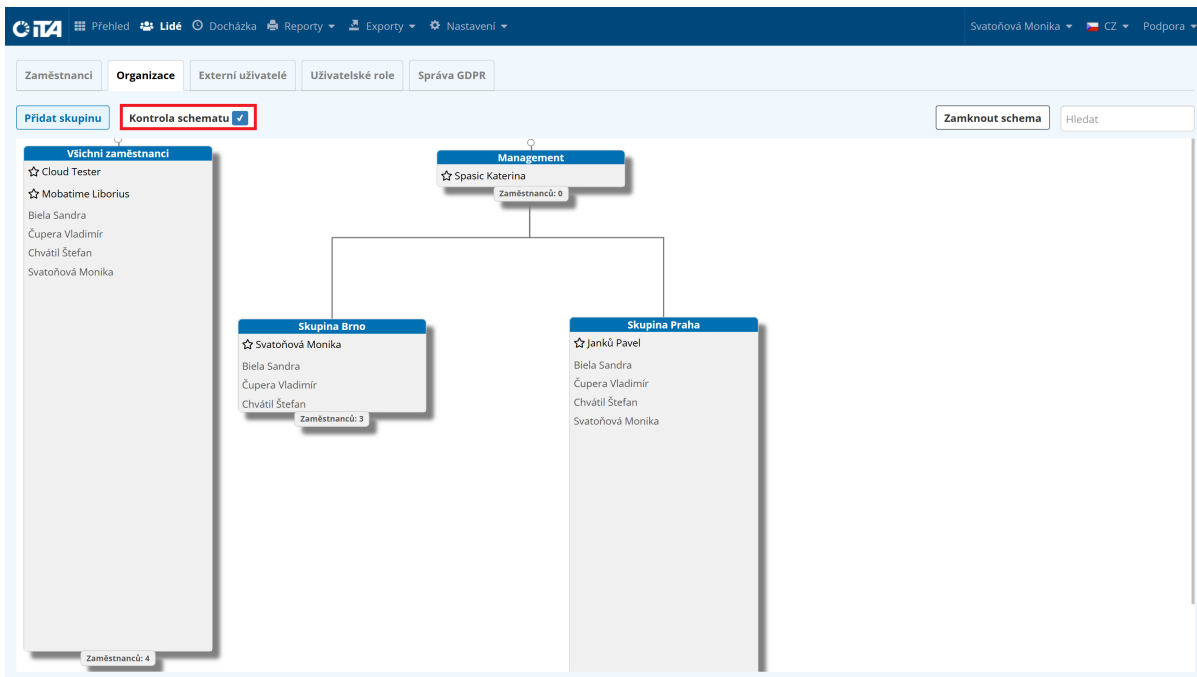 ITA Přehled Lidé Docházka Reporty Exporty Nastavení Svatoňová Monika CZ Podpora
Zaměstnanci Organizace Externí uživatelé Uživatelské role Správa GDPR
Přidat skupinu Kontrola schematu Zamknout schema Hledat
Všichni zaměstnanci
Cloud Tester
Mobatime Liborius
Biela Sandra
Čupera Vladimír
Chvátil Štefan
Svatoňová Monika
Zaměstnanců: 4
Management
Spasic Katerina
Zaměstnanců: 0
Skupina Brno
Svatoňová Monika
Biela Sandra
Čupera Vladimír
Chvátil Štefan
Zaměstnanců: 3
Skupina Praha
Janků Pavel
Biela Sandra
Čupera Vladimír
Chvátil Štefan
Svatoňová Monika